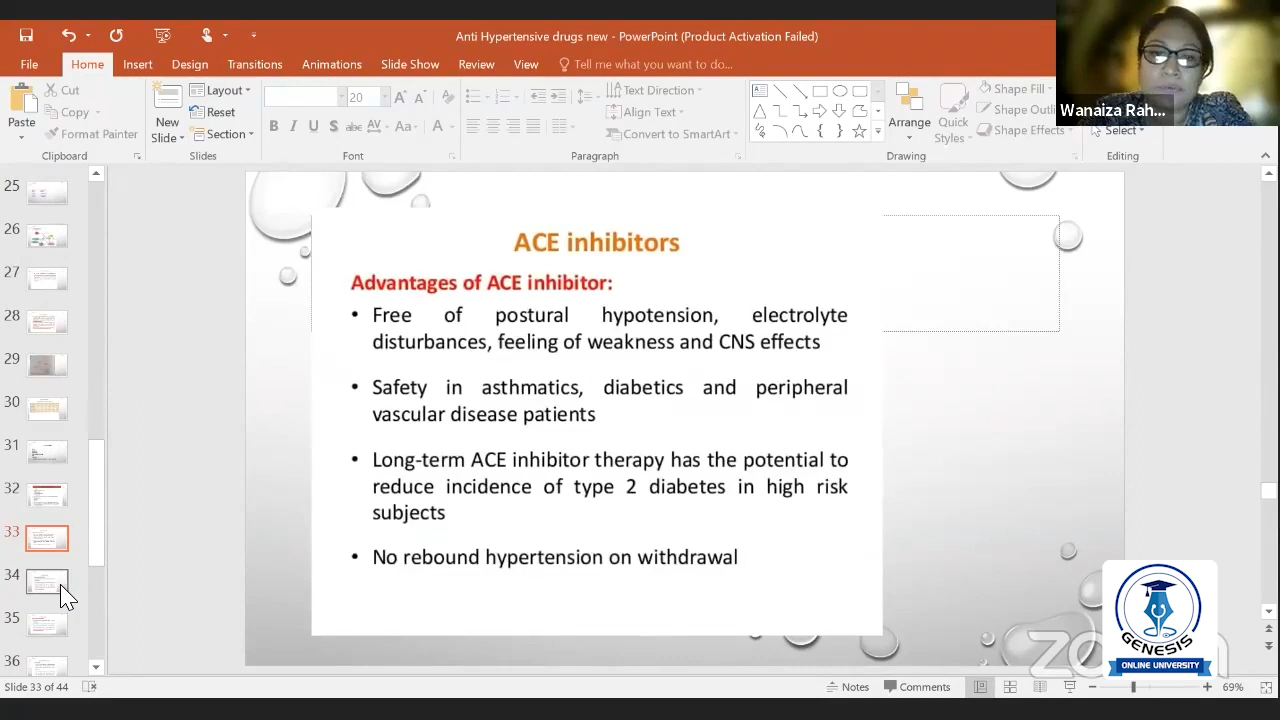 Anti Hypertensive drugs new - PowerPoint (Product Activation Failed)
File Home Insert Design Transitions Animations Slide Show Review View Tell me what you want to do...
Wanaiza Rah...
Paste
Cut
Copy
Format Painter
Clipboard
New
Slide
Layout
Reset
Section
Slides
20
B I U S abc AV Aa A
Font
Text Direction
Align Text
Convert to SmartArt
Paragraph
Arrange
Quick
Styles
Shape Fill
Shape Outl
Shape Effects
Drawing
Select
Editing
25
26
27
28
29
30
31
32
33
34
35
36
ACE inhibitors
Advantages of ACE inhibitor:
• Free of postural hypotension, electrolyte
disturbances, feeling of weakness and CNS effects
• Safety in asthmatics, diabetics and peripheral
vascular disease patients
• Long-term ACE inhibitor therapy has the potential to
reduce incidence of type 2 diabetes in high risk
subjects
• No rebound hypertension on withdrawal
zoom
GENESIS
ONLINE UNIVERSITY
Slide 33 of 44
Notes
Comments
69%